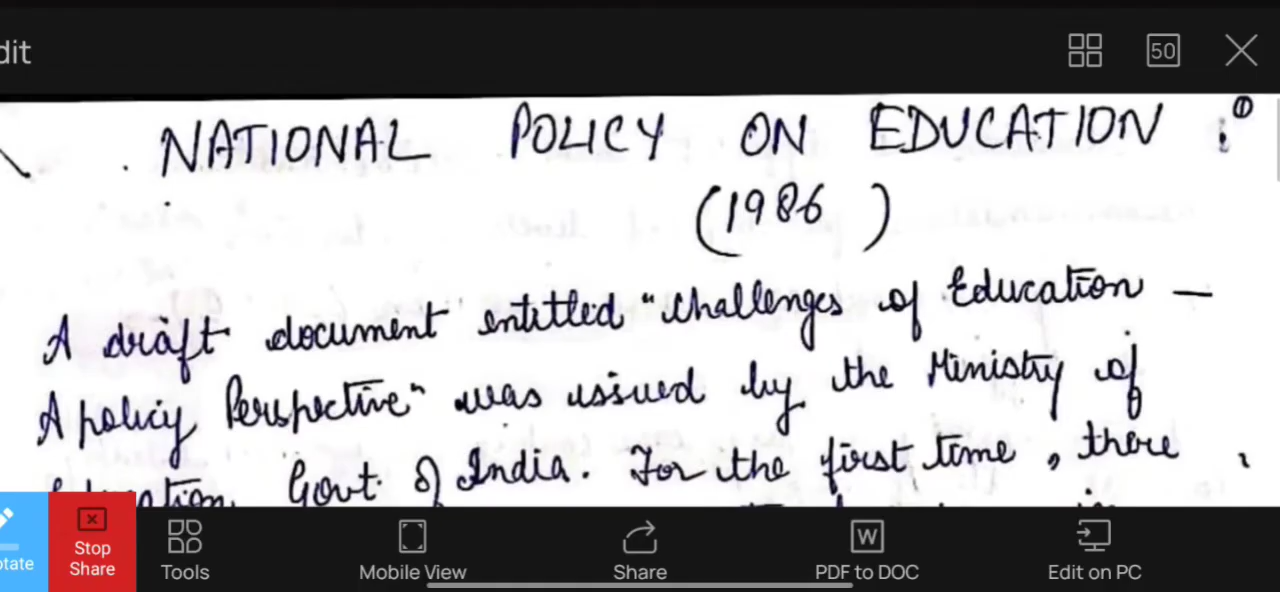 dit
50
NATIONAL POLICY ON EDUCATION :
(1986)
A draft document entitled "Challenges of Education –
A policy Perspective" was issued by the Ministry of
Govt. of India. For the first time, there
otate
Stop Share
Tools
Mobile View
Share
W
PDF to DOC
Edit on PC